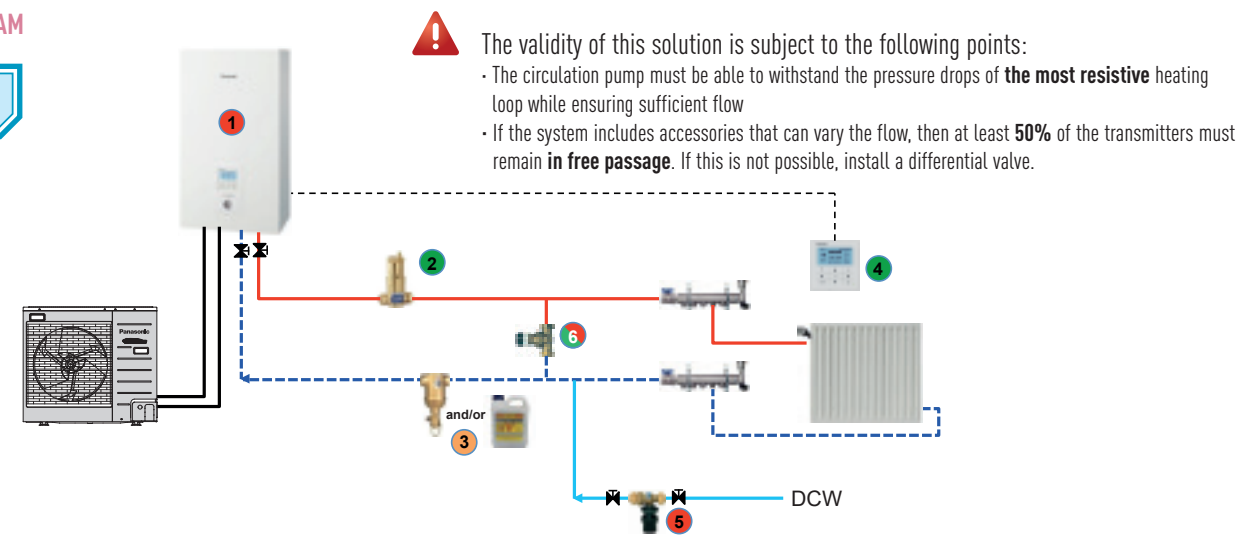 AM
The validity of this solution is subject to the following points:
· The circulation pump must be able to withstand the pressure drops of the most resistive heating
loop while ensuring sufficient flow
· If the system includes accessories that can vary the flow, then at least 50% of the transmitters must
remain in free passage. If this is not possible, install a differential valve.
1
2
4
Panasonic
6
and/or
3
DCW
5